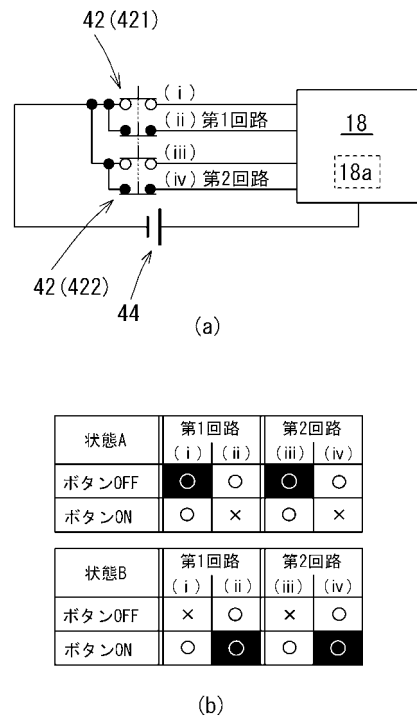 42(421)
(i)
(ii) 第1回路
(iii)
(iv) 第2回路
18
18a
42(422)
44
(a)
状態A 第1回路 第2回路
(i) (ii) (iii) (iv)
ボタンOFF ○ ○ ○ ○
ボタンON ○ × ○ ×
状態B 第1回路 第2回路
(i) (ii) (iii) (iv)
ボタンOFF × ○ × ○
ボタンON ○ ○ ○ ○
(b)